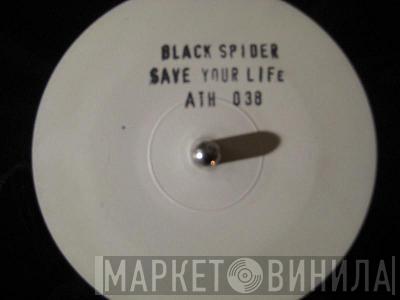 BLACK SPIDER
SAVE YOUR LIFE
ATH 038
МАРКЕТ ВИНИЛА